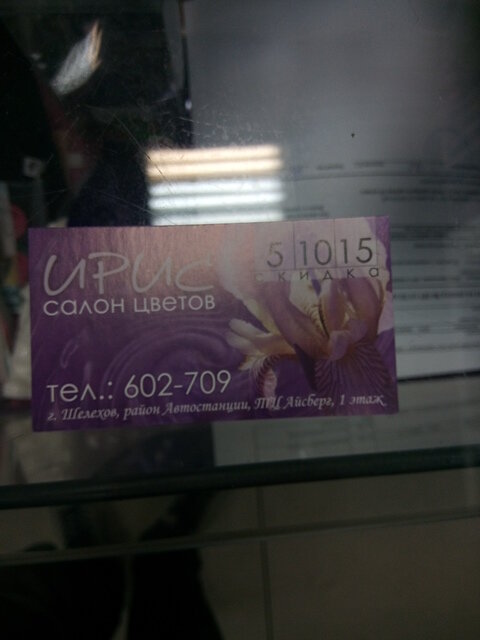 ИРИС
салон цветов
5 10 15
скидка
тел.: 602-709
г. Шелехов, район Автостанции, ТЦ Айсберг, 1 этаж